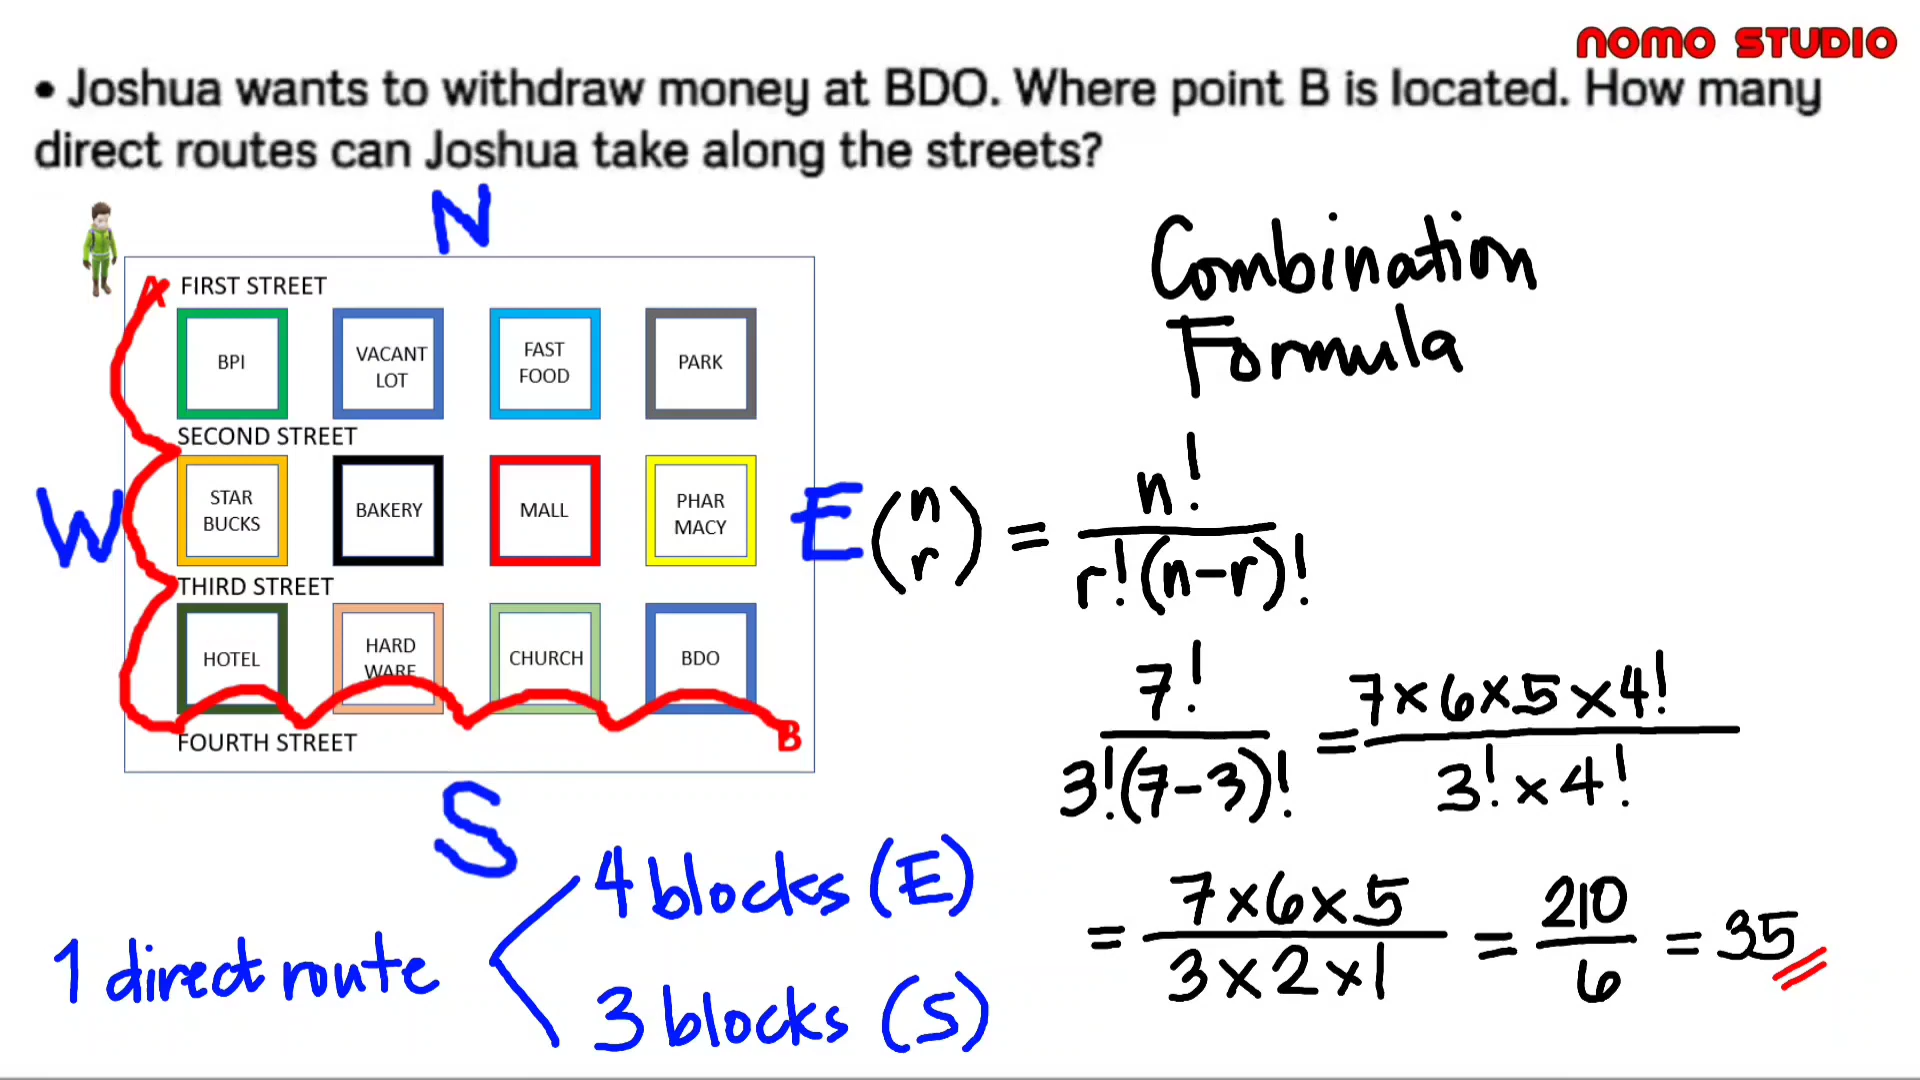 NOMO STUDIO
• Joshua wants to withdraw money at BDO. Where point B is located. How many
direct routes can Joshua take along the streets?
N
A FIRST STREET
BPI
VACANT
LOT
FAST
FOOD
PARK
SECOND STREET
W
STAR
BUCKS
BAKERY
MALL
PHAR
MACY
E
THIRD STREET
HOTEL
HARD
WARE
CHURCH
BDO
FOURTH STREET
B
S
1 direct route
4 blocks (E)
3 blocks (S)
Combination
Formula
(n r) = n! / r!(n-r)!
7! / 3!(7-3)! = 7×6×5×4! / 3!×4!
= 7×6×5 / 3×2×1 = 210 / 6 = 35